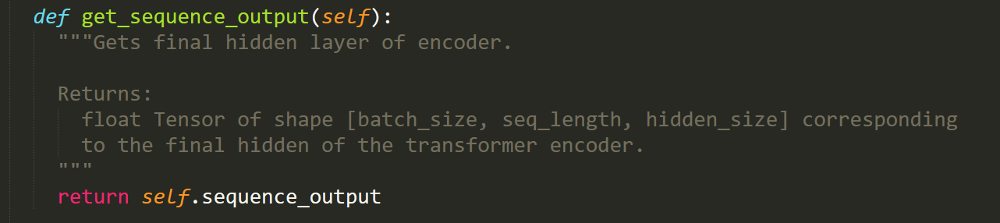 def get_sequence_output(self):
"""Gets final hidden layer of encoder.
Returns:
float Tensor of shape [batch_size, seq_length, hidden_size] corresponding
to the final hidden of the transformer encoder.
"""
return self.sequence_output